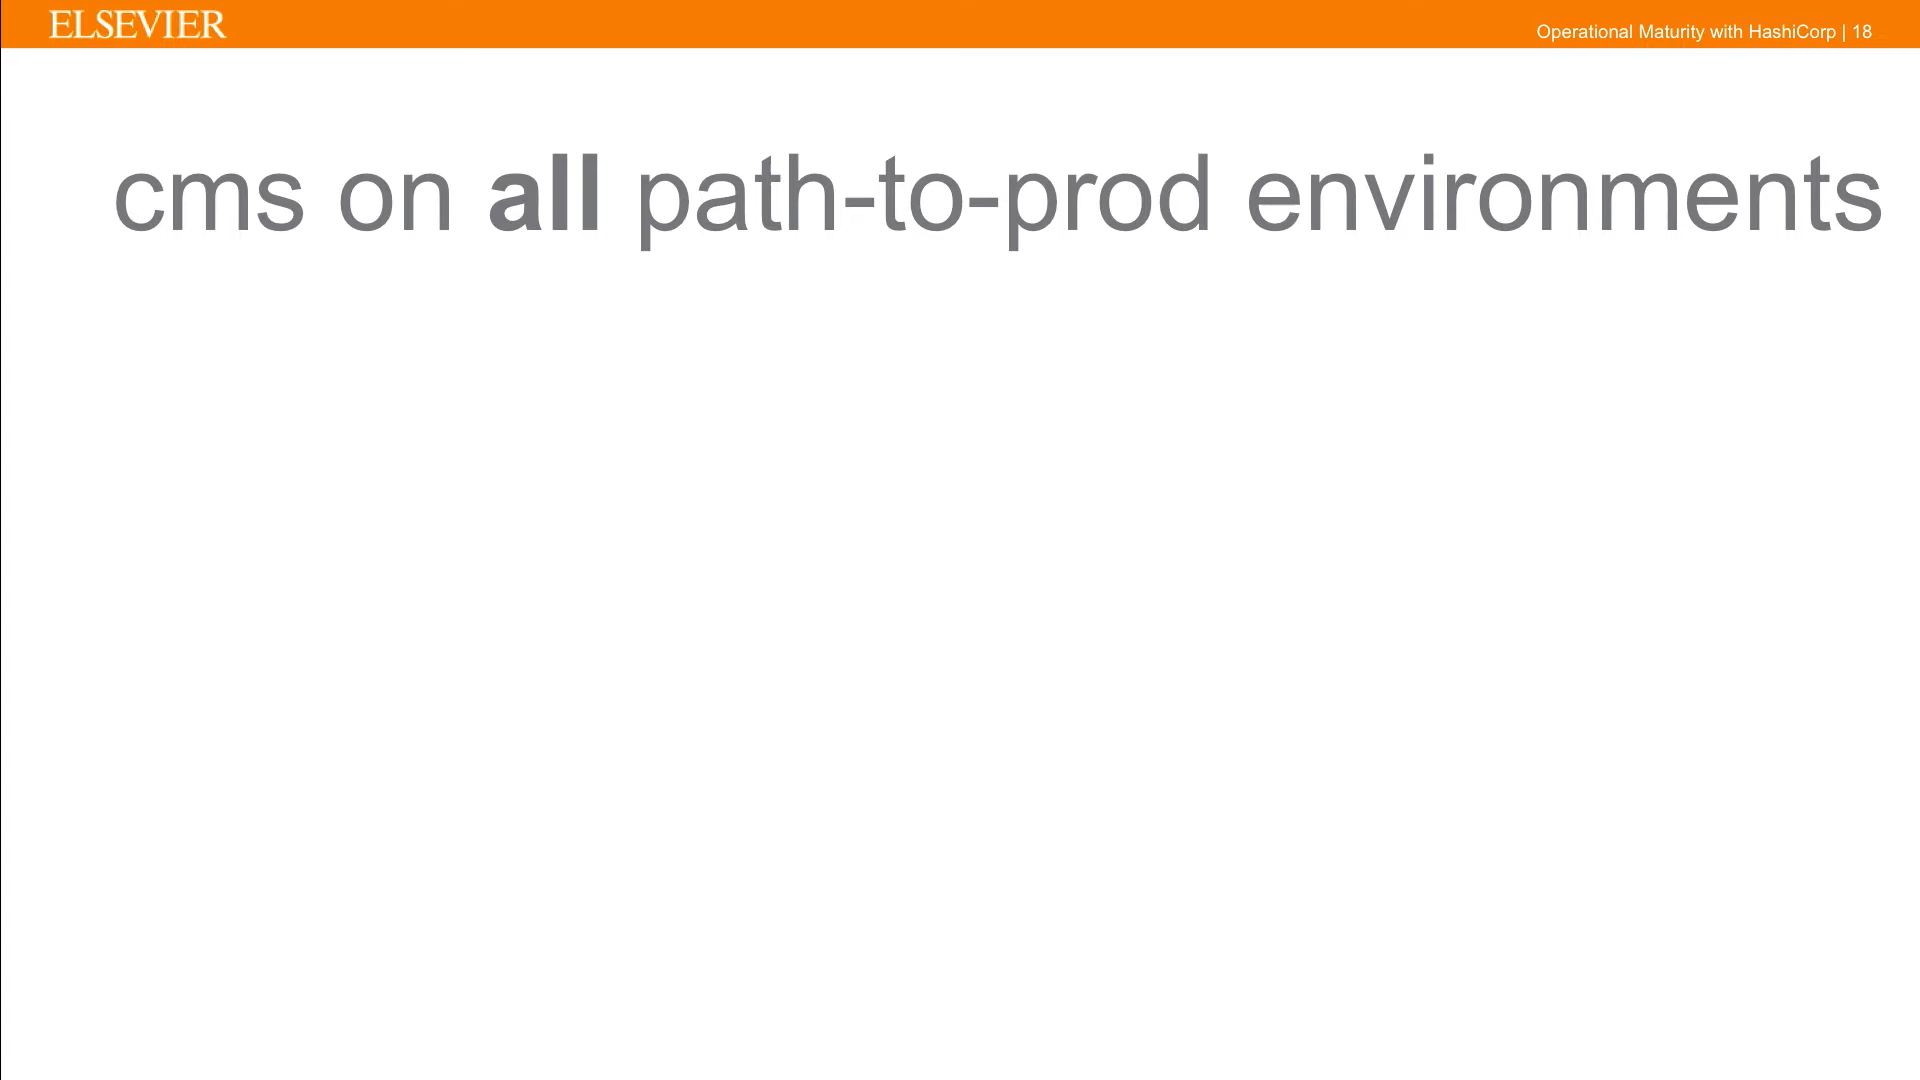 ELSEVIER
Operational Maturity with HashiCorp | 18
cms on all path-to-prod environments